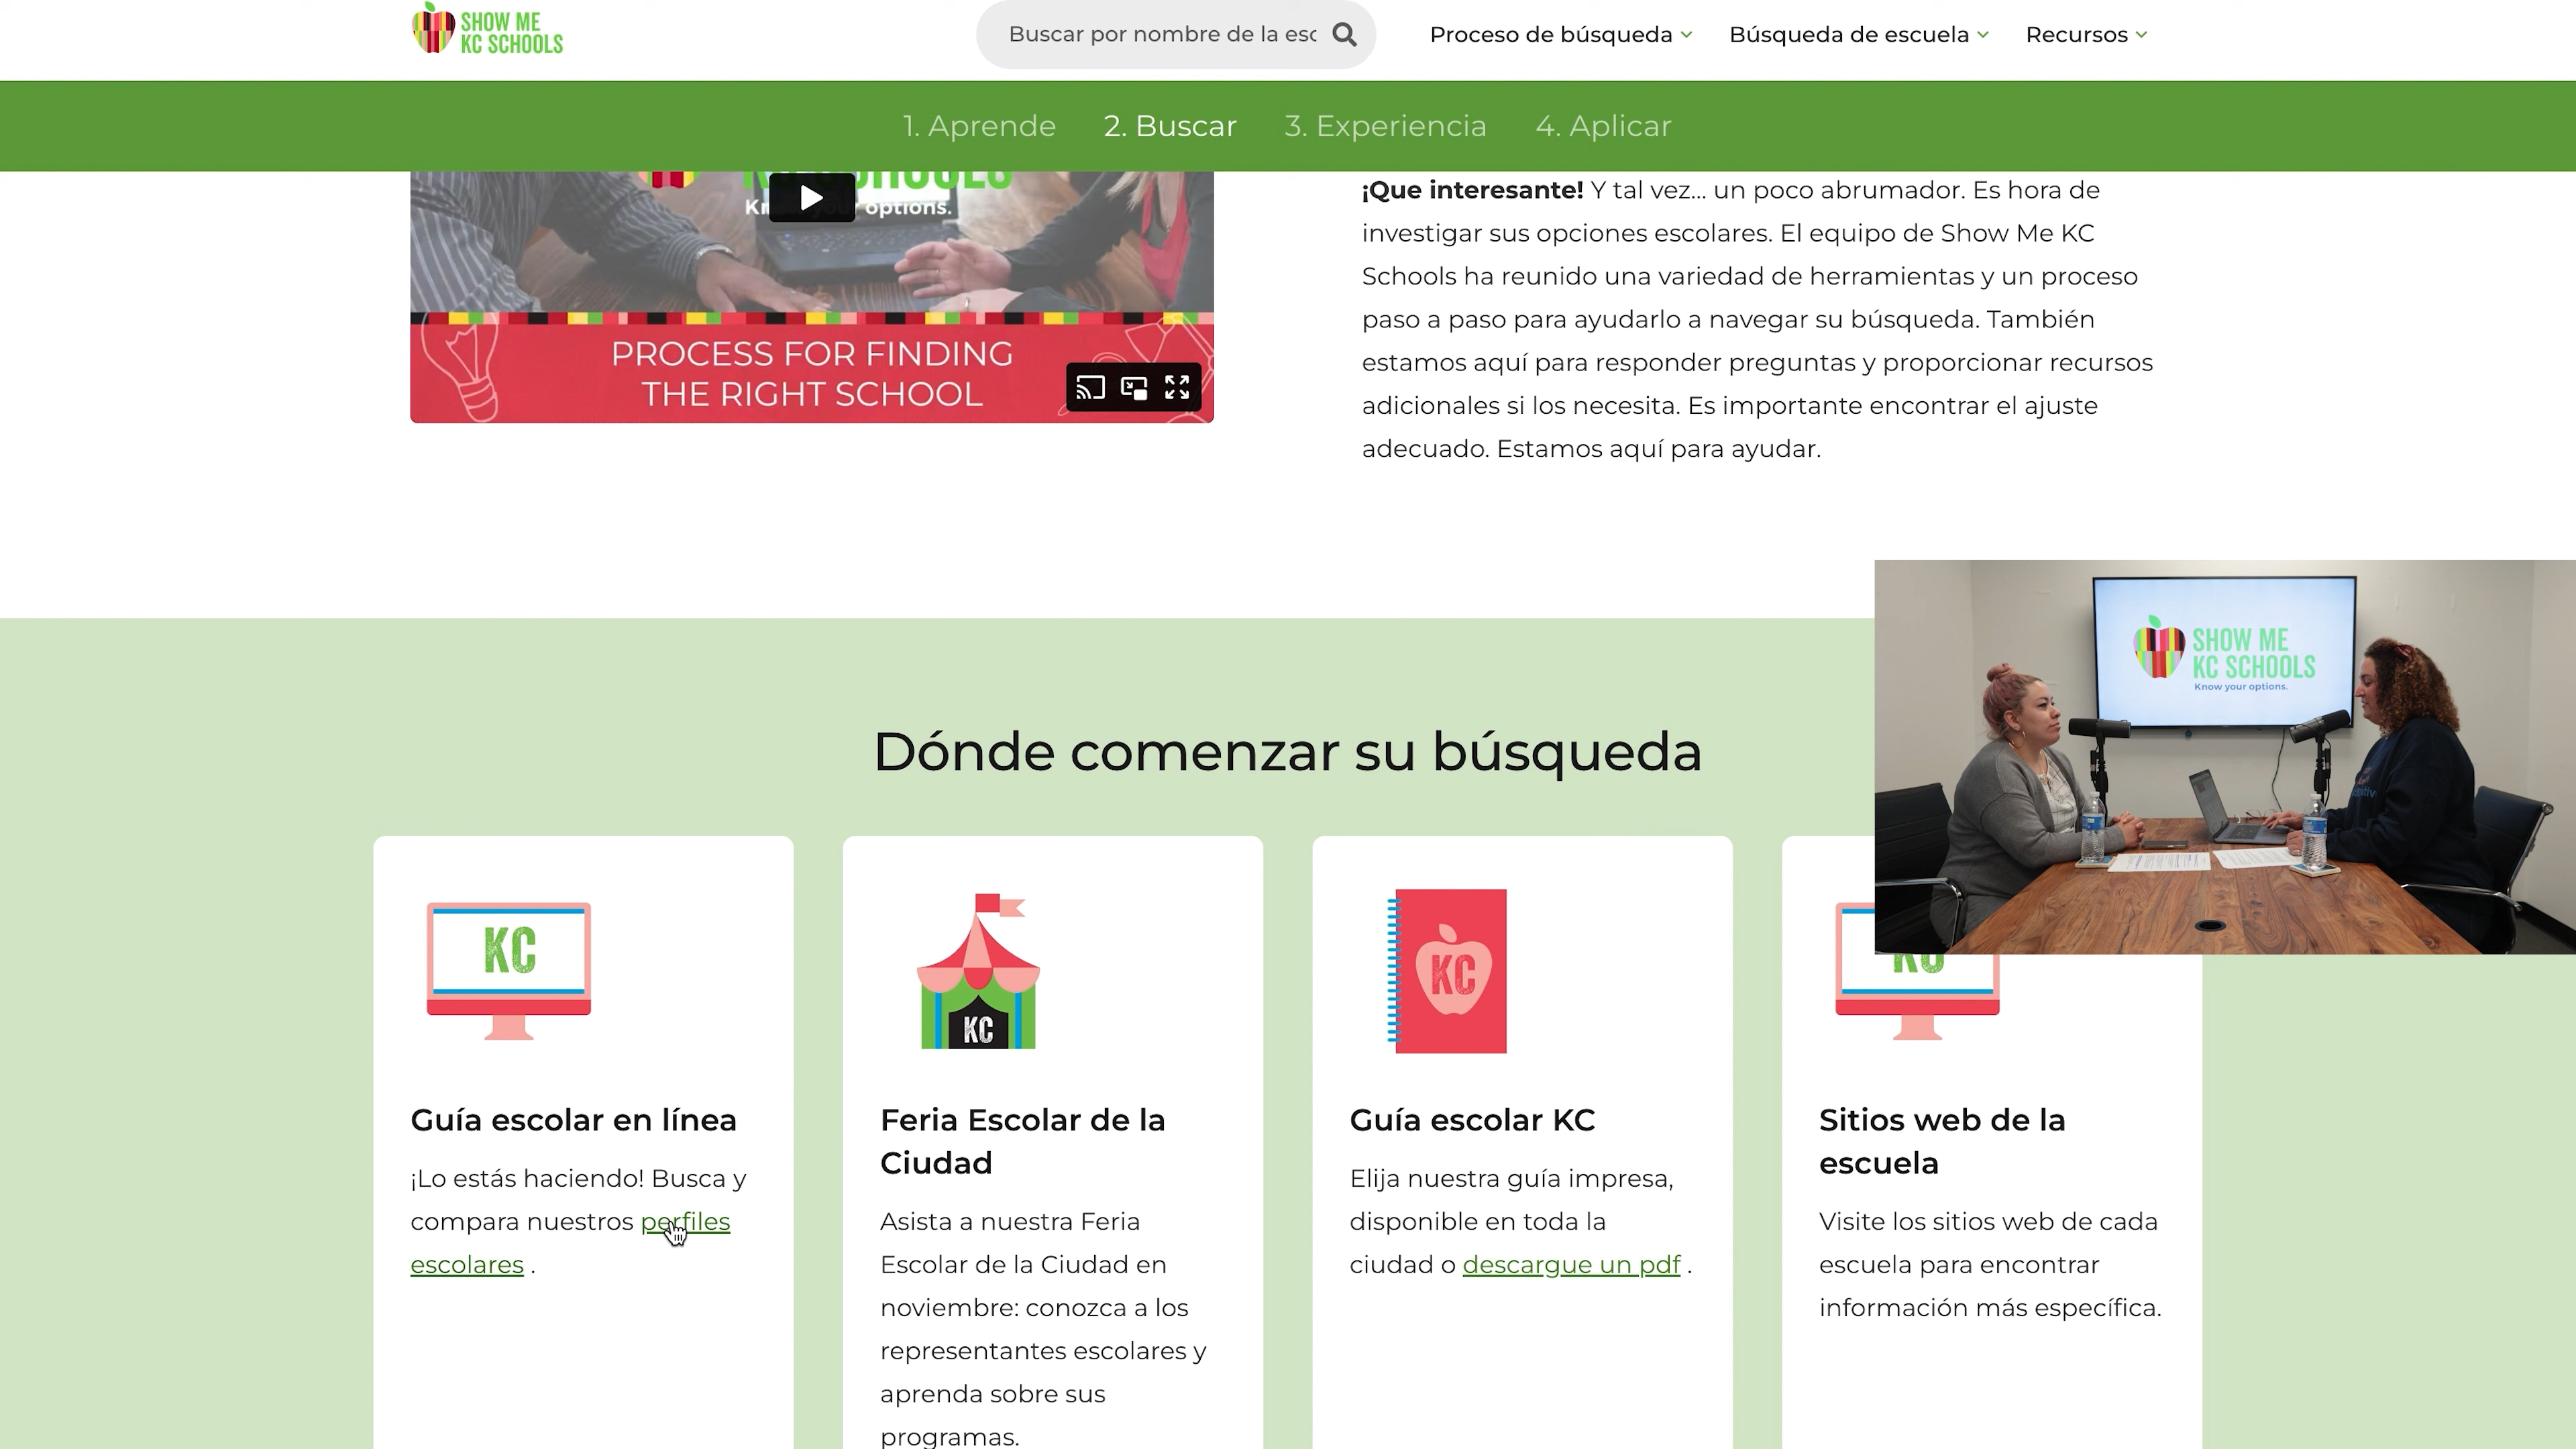 SHOW ME
KC SCHOOLS
Buscar por nombre de la esc
Proceso de búsqueda
Búsqueda de escuela
Recursos
1. Aprende
2. Buscar
3. Experiencia
4. Aplicar
options.
PROCESS FOR FINDING
THE RIGHT SCHOOL
¡Que interesante! Y tal vez... un poco abrumador. Es hora de
investigar sus opciones escolares. El equipo de Show Me KC
Schools ha reunido una variedad de herramientas y un proceso
paso a paso para ayudarlo a navegar su búsqueda. También
estamos aquí para responder preguntas y proporcionar recursos
adicionales si los necesita. Es importante encontrar el ajuste
adecuado. Estamos aquí para ayudar.
SHOW ME
KC SCHOOLS
Know your options.
Dónde comenzar su búsqueda
KC
Guía escolar en línea
¡Lo estás haciendo! Busca y
compara nuestros perfiles
escolares .
KC
Feria Escolar de la
Ciudad
Asista a nuestra Feria
Escolar de la Ciudad en
noviembre: conozca a los
representantes escolares y
aprenda sobre sus
programas.
KC
Guía escolar KC
Elija nuestra guía impresa,
disponible en toda la
ciudad o descargue un pdf .
KC
Sitios web de la
escuela
Visite los sitios web de cada
escuela para encontrar
información más específica.